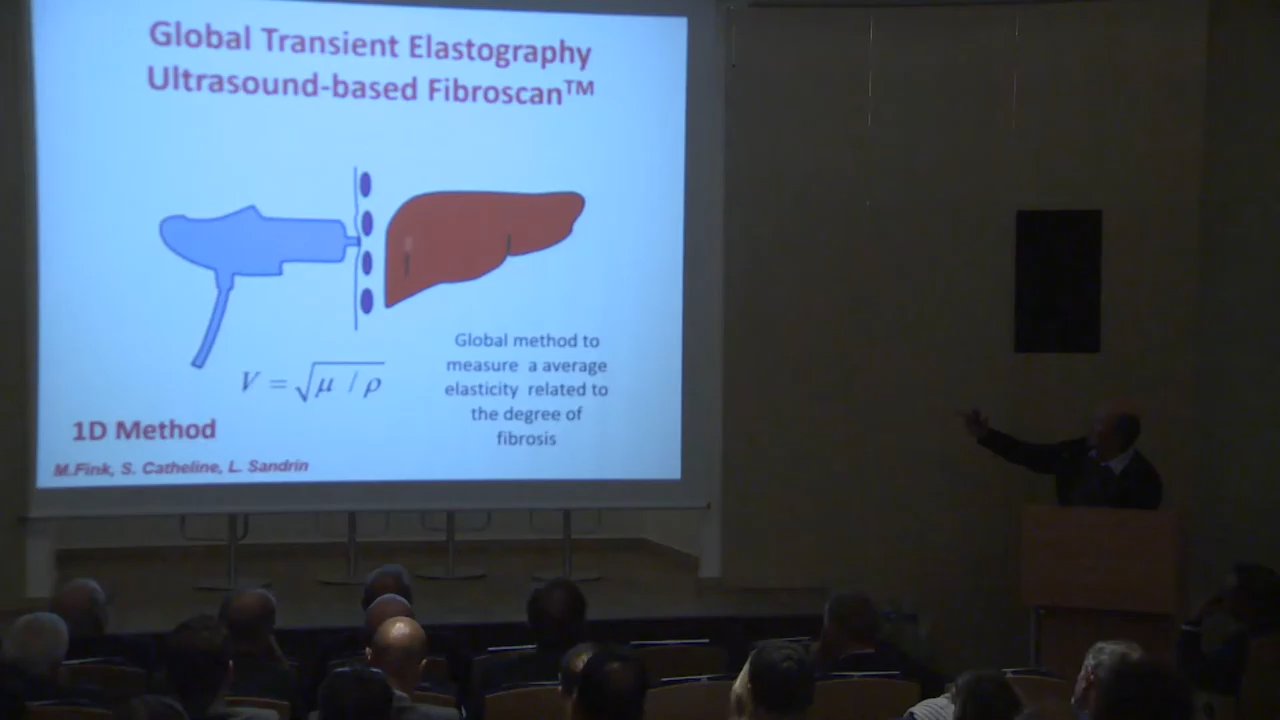 Global Transient Elastography
Ultrasound-based Fibroscan™
V = √μ / ρ
Global method to
measure a average
elasticity related to
the degree of
fibrosis
1D Method
M.Fink, S. Catheline, L. Sandrin